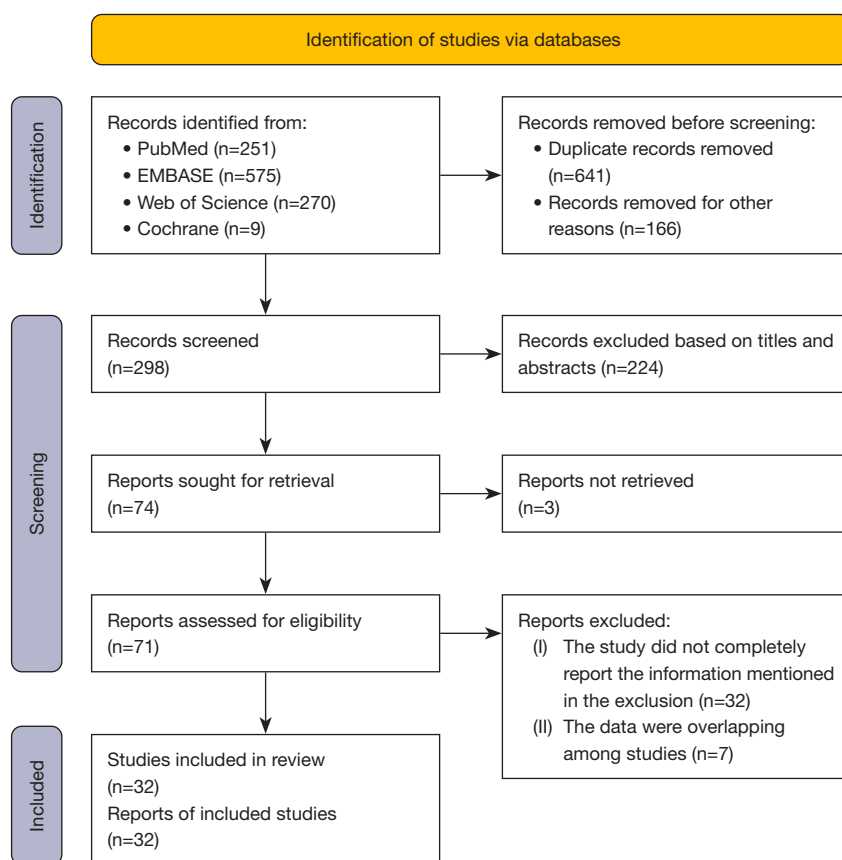 Identification of studies via databases
Identification
Records identified from:
• PubMed (n=251)
• EMBASE (n=575)
• Web of Science (n=270)
• Cochrane (n=9)
Records removed before screening:
• Duplicate records removed
(n=641)
• Records removed for other
reasons (n=166)
Screening
Records screened
(n=298)
Records excluded based on titles and
abstracts (n=224)
Reports sought for retrieval
(n=74)
Reports not retrieved
(n=3)
Reports assessed for eligibility
(n=71)
Reports excluded:
(I) The study did not completely
report the information mentioned
in the exclusion (n=32)
(II) The data were overlapping
among studies (n=7)
Included
Studies included in review
(n=32)
Reports of included studies
(n=32)